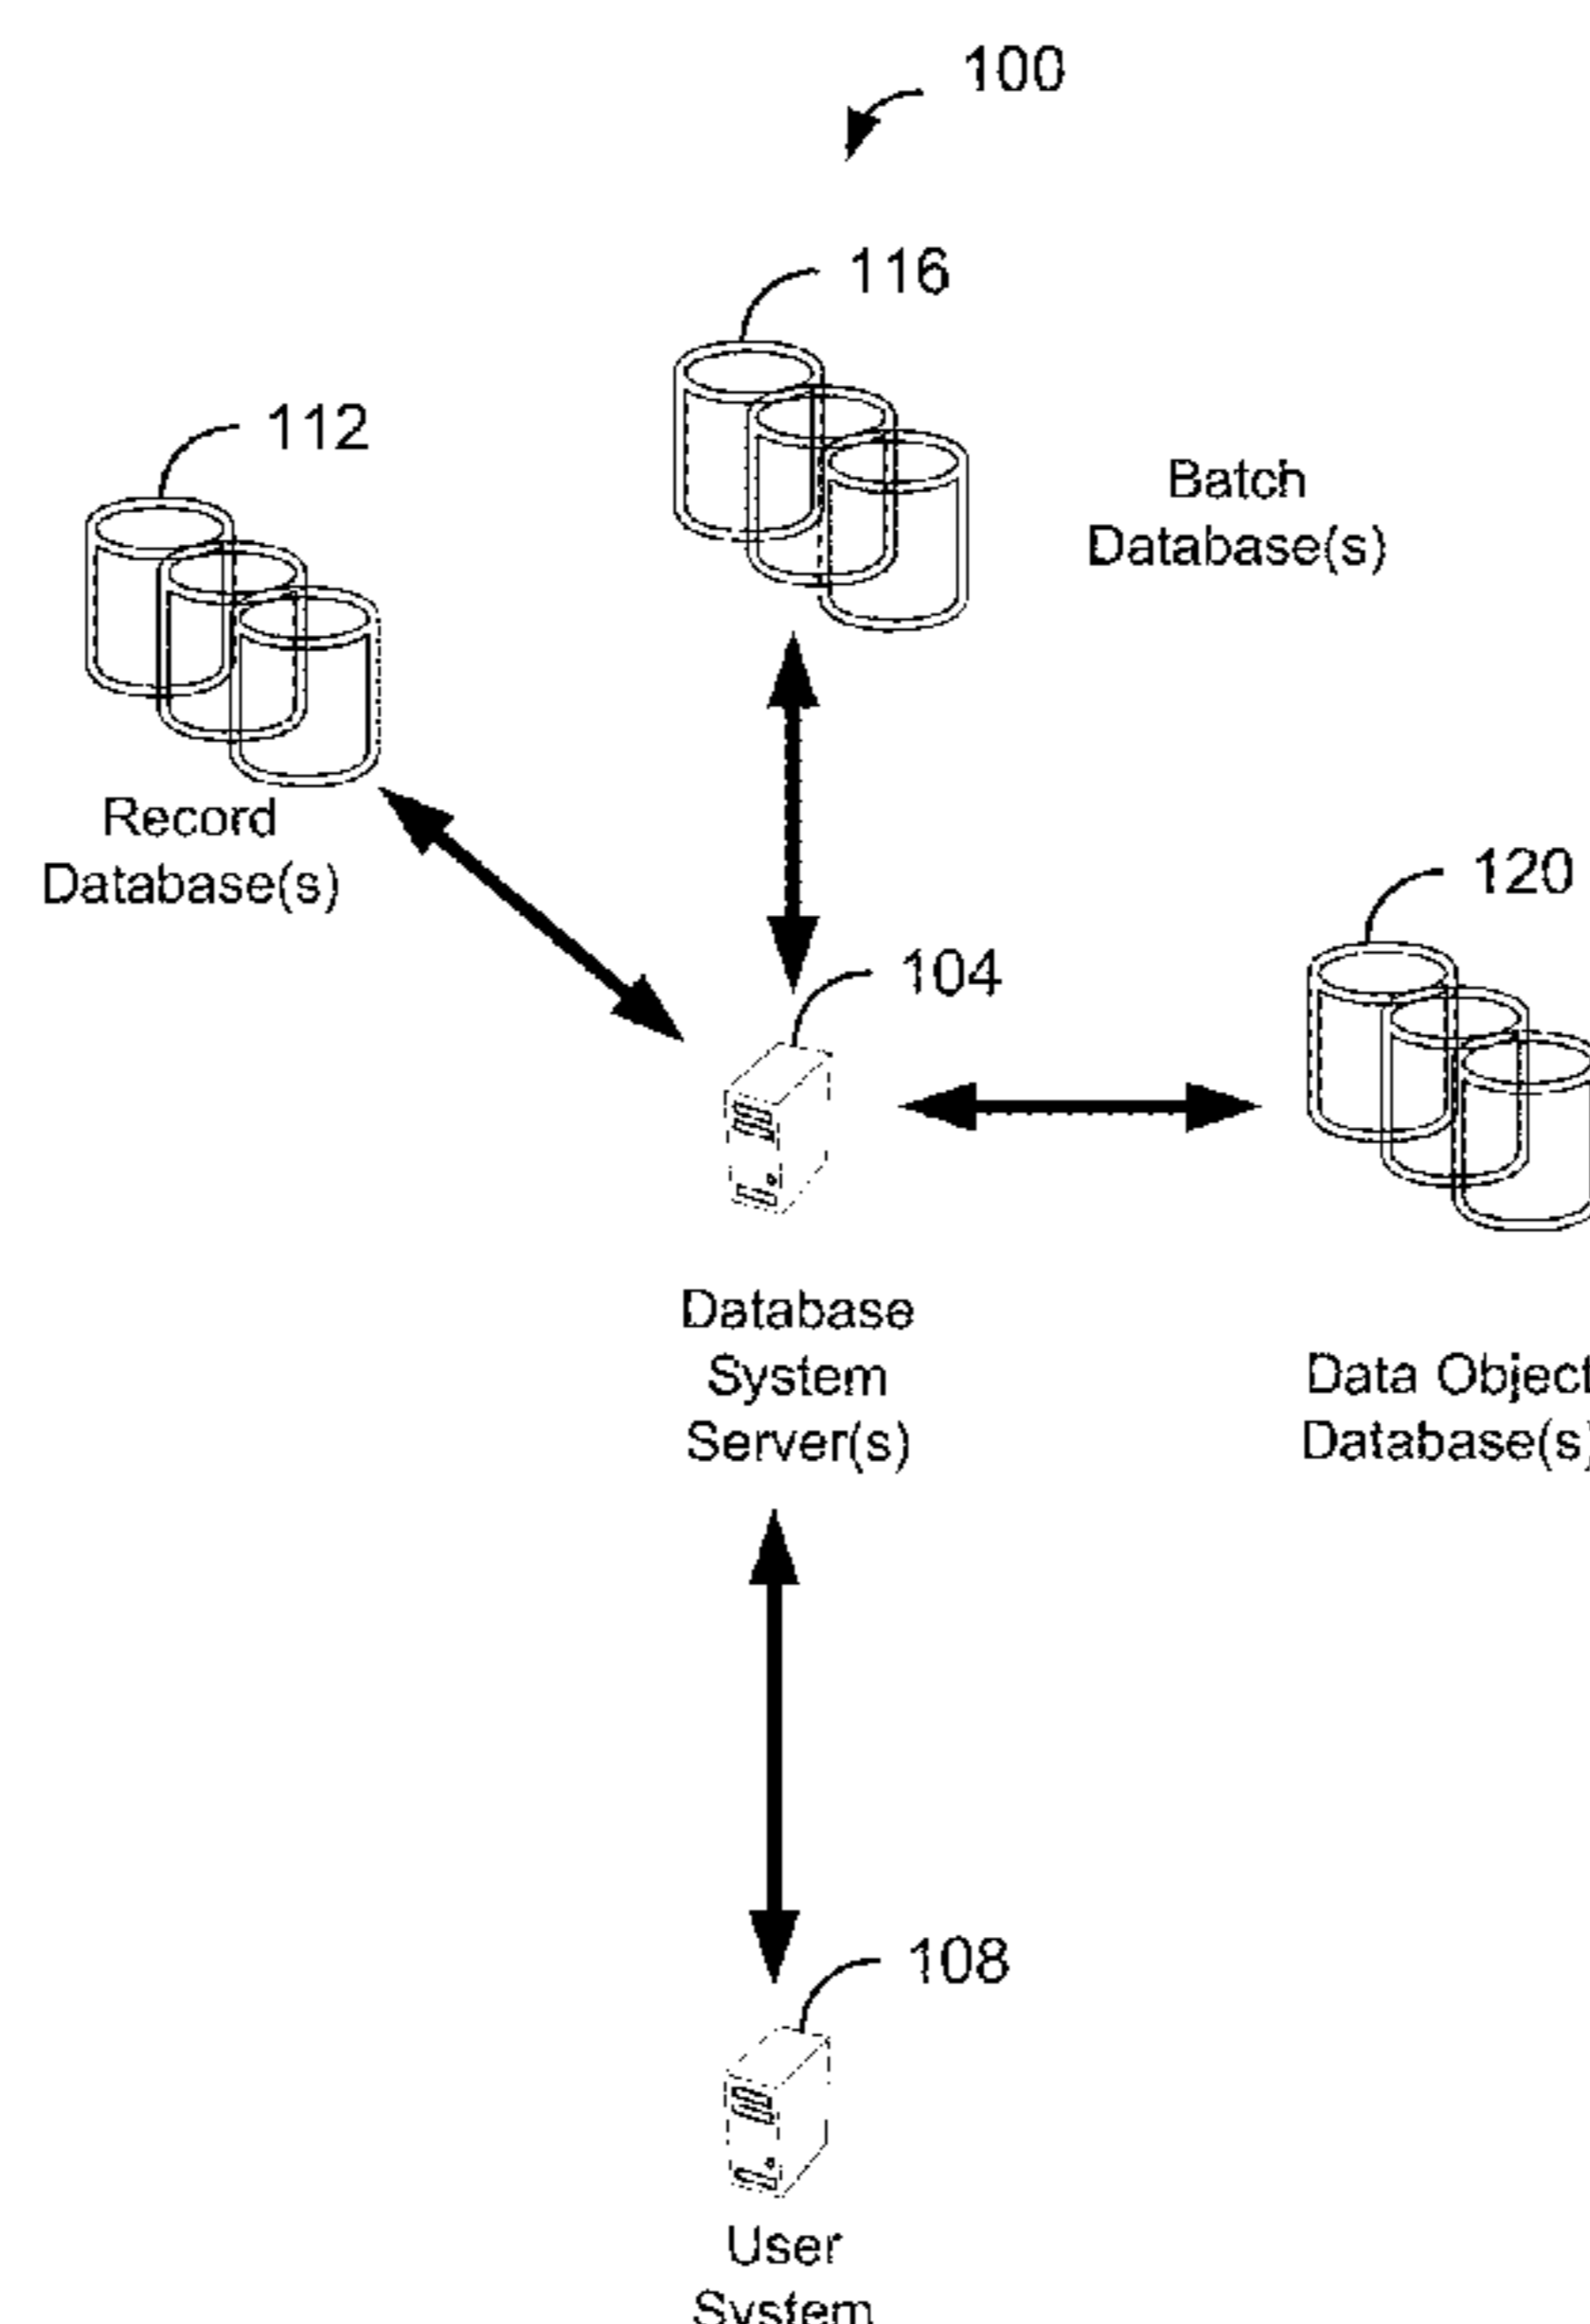 100
116
112
Batch
Database(s)
Record
Database(s)
120
104
Database
System
Server(s)
Data Object
Database(s)
108
User
System